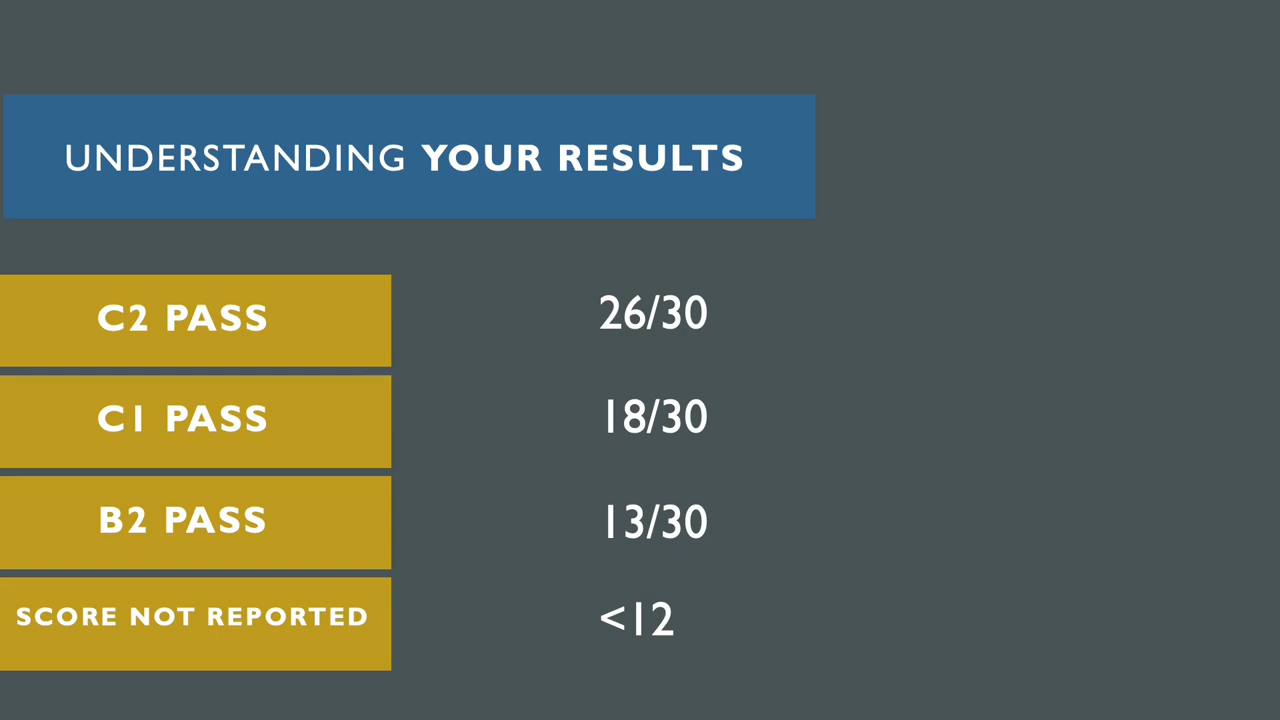 UNDERSTANDING YOUR RESULTS
C2 PASS 26/30
C1 PASS 18/30
B2 PASS 13/30
SCORE NOT REPORTED <12